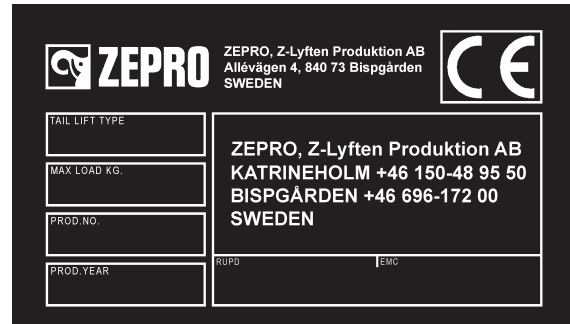 ZEPRO
ZEPRO, Z-Lyften Produktion AB
Allévägen 4, 840 73 Bispgården
SWEDEN
CE
TAIL LIFT TYPE
MAX LOAD KG.
PROD.NO.
PROD.YEAR
ZEPRO, Z-Lyften Produktion AB
KATRINEHOLM +46 150-48 95 50
BISPGÅRDEN +46 696-172 00
SWEDEN
RUPD
EMC